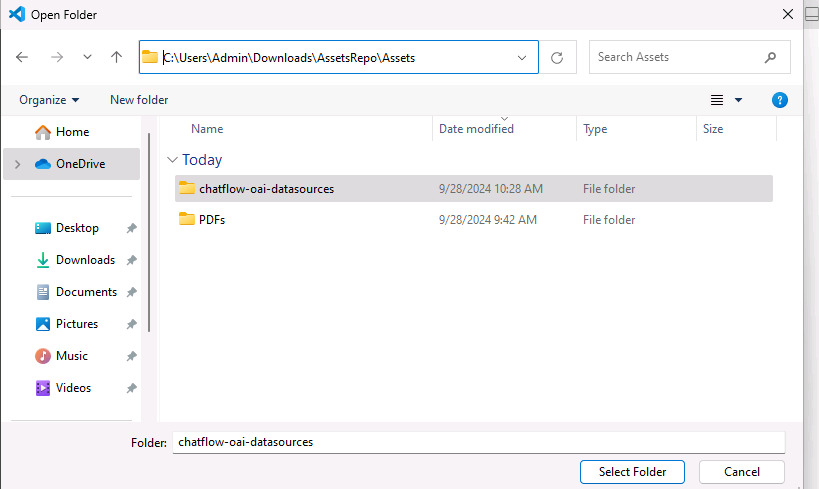 Open Folder
C:\Users\Admin\Downloads\AssetsRepo\Assets
Search Assets
Organize New folder
?
Home
OneDrive
Desktop
Downloads
Documents
Pictures
Music
Videos
Name Date modified Type Size
Today
chatflow-oai-datasources 9/28/2024 10:28 AM File folder
PDFs 9/28/2024 9:42 AM File folder
Folder: chatflow-oai-datasources
Select Folder Cancel